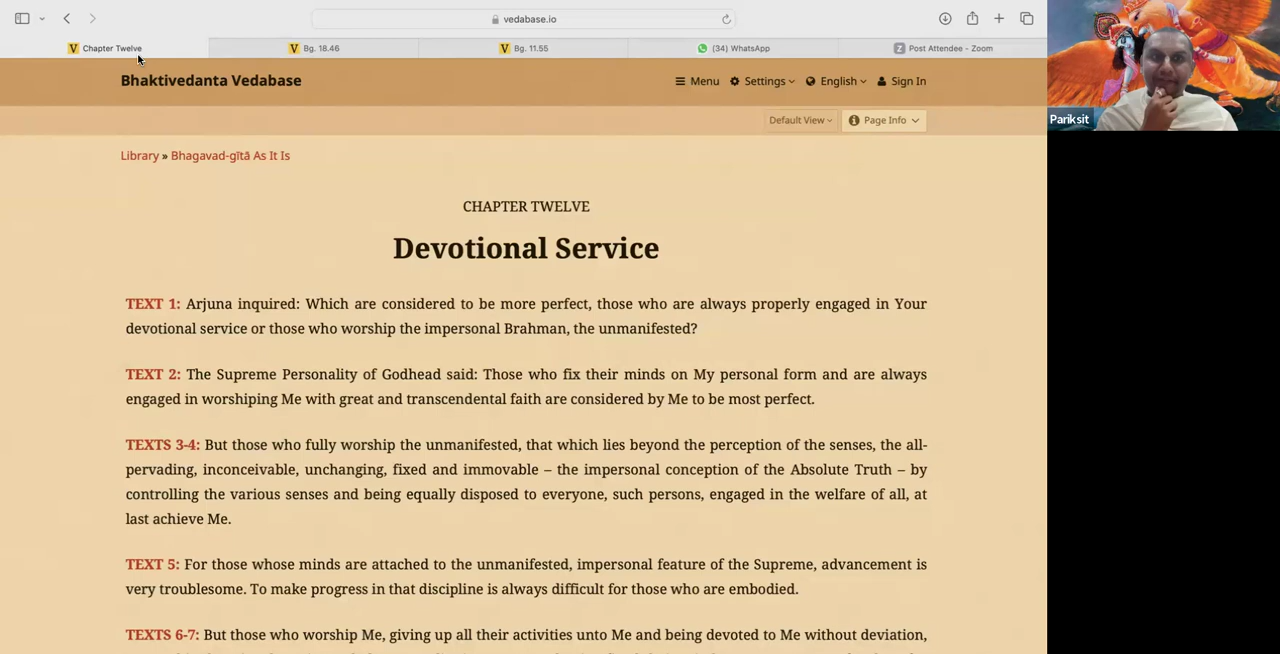 vedabase.io
Chapter Twelve
Bg. 18.46
Bg. 11.55
(34) WhatsApp
Post Attendee - Zoom
Bhaktivedanta Vedabase
Menu
Settings
English
Sign In
Default View
Page Info
Library » Bhagavad-gītā As It Is
CHAPTER TWELVE
Devotional Service
TEXT 1: Arjuna inquired: Which are considered to be more perfect, those who are always properly engaged in Your
devotional service or those who worship the impersonal Brahman, the unmanifested?
TEXT 2: The Supreme Personality of Godhead said: Those who fix their minds on My personal form and are always
engaged in worshiping Me with great and transcendental faith are considered by Me to be most perfect.
TEXTS 3-4: But those who fully worship the unmanifested, that which lies beyond the perception of the senses, the all-
pervading, inconceivable, unchanging, fixed and immovable – the impersonal conception of the Absolute Truth – by
controlling the various senses and being equally disposed to everyone, such persons, engaged in the welfare of all, at
last achieve Me.
TEXT 5: For those whose minds are attached to the unmanifested, impersonal feature of the Supreme, advancement is
very troublesome. To make progress in that discipline is always difficult for those who are embodied.
TEXTS 6-7: But those who worship Me, giving up all their activities unto Me and being devoted to Me without deviation,
Pariksit